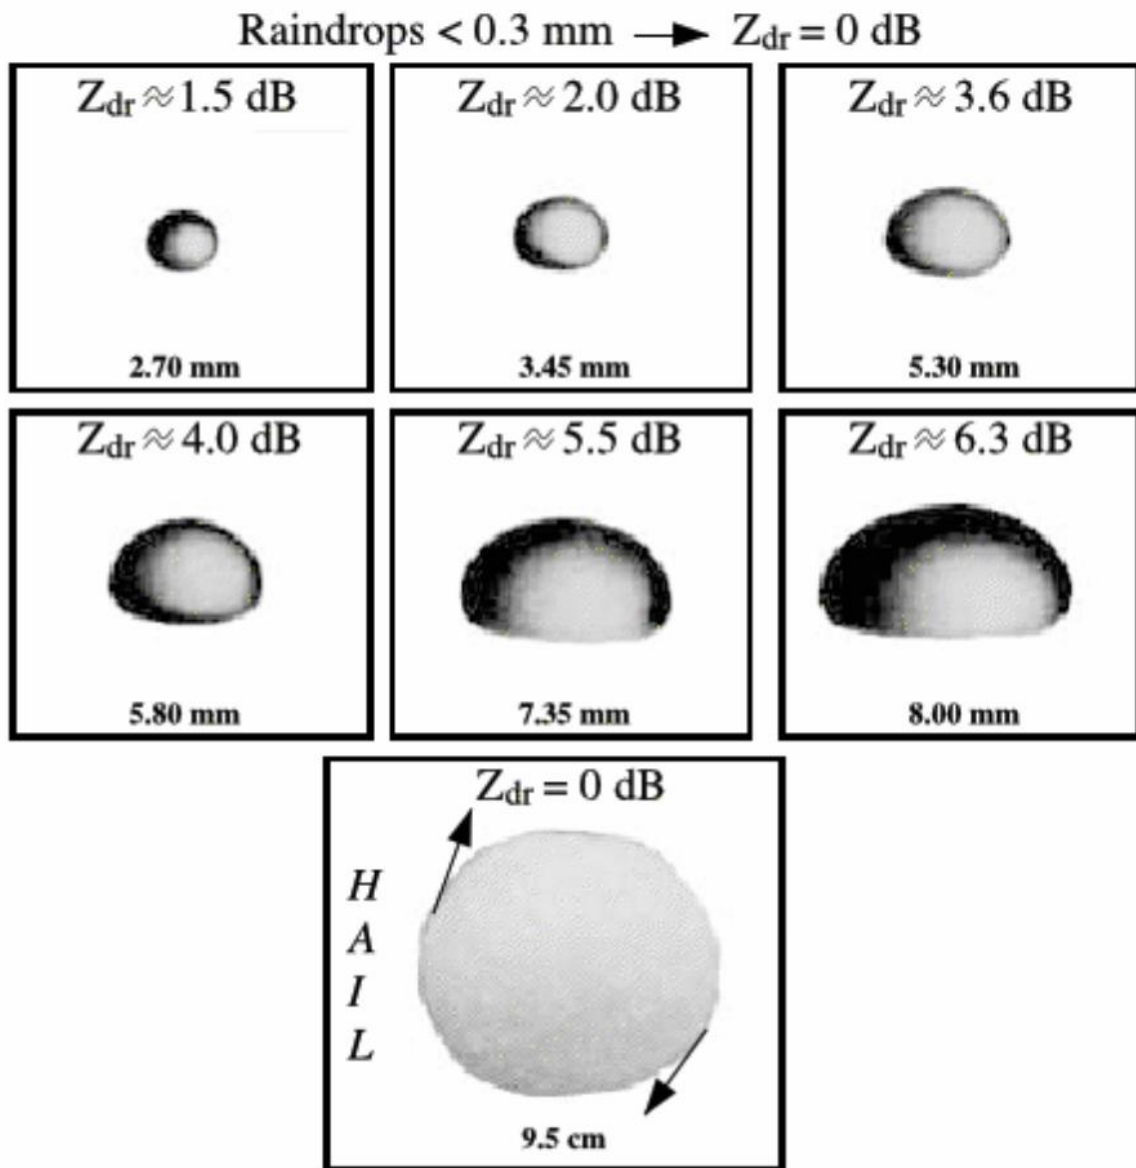 Raindrops < 0.3 mm → Zdr = 0 dB
Zdr ≈ 1.5 dB
2.70 mm
Zdr ≈ 2.0 dB
3.45 mm
Zdr ≈ 3.6 dB
5.30 mm
Zdr ≈ 4.0 dB
5.80 mm
Zdr ≈ 5.5 dB
7.35 mm
Zdr ≈ 6.3 dB
8.00 mm
Zdr = 0 dB
H
A
I
L
9.5 cm